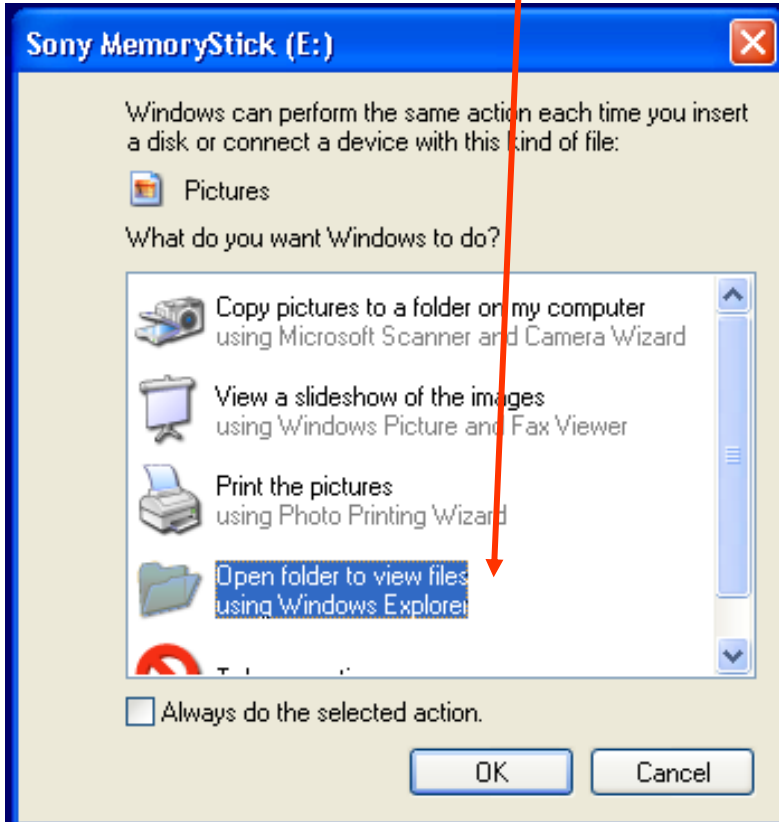 Sony MemoryStick (E:)
Windows can perform the same action each time you insert
a disk or connect a device with this kind of file:
Pictures
What do you want Windows to do?
Copy pictures to a folder on my computer
using Microsoft Scanner and Camera Wizard
View a slideshow of the images
using Windows Picture and Fax Viewer
Print the pictures
using Photo Printing Wizard
Open folder to view files
using Windows Explorer
Always do the selected action.
OK
Cancel